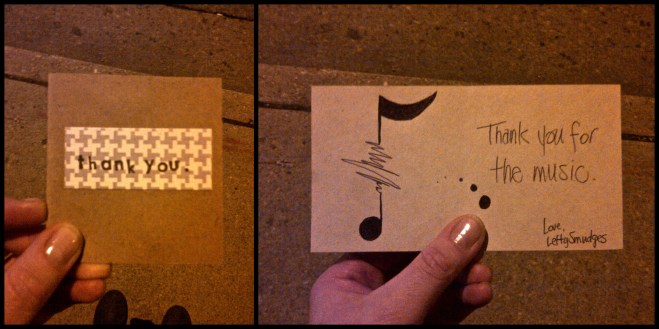 thank you.
Thank you for
the music.
Love,
LeftySmudges